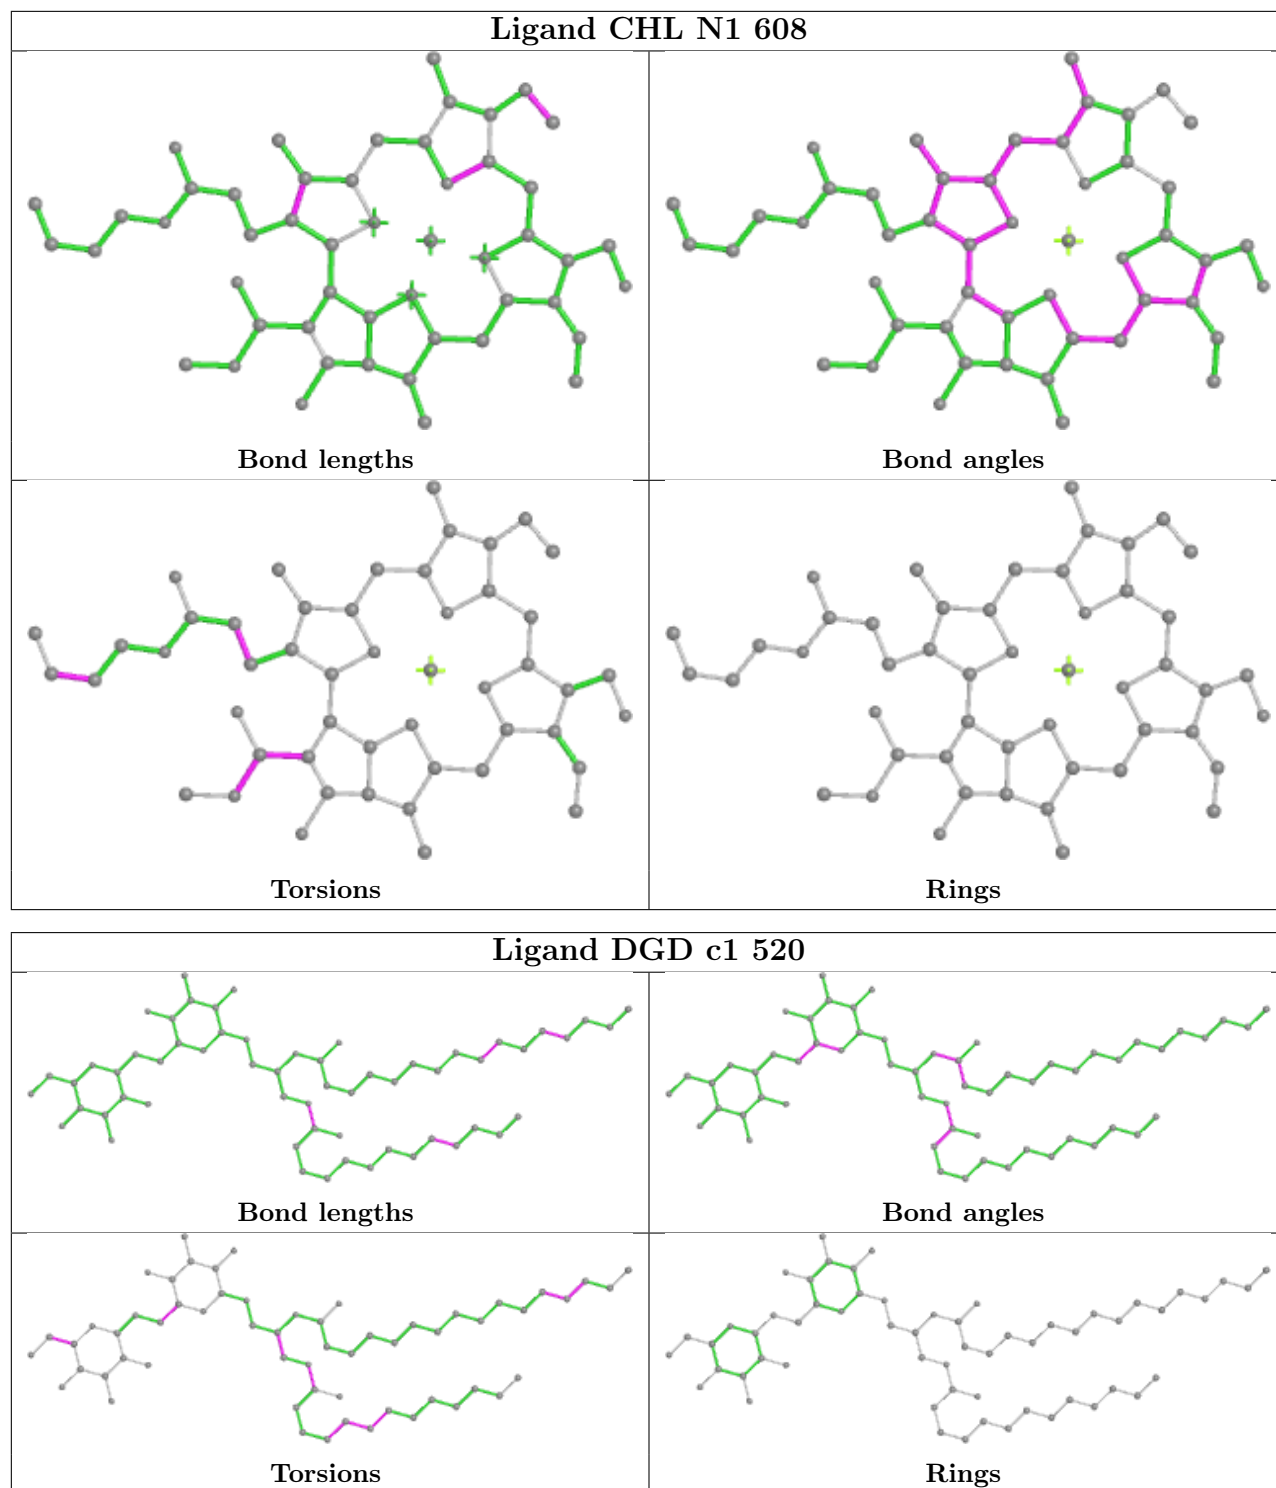 Ligand CHL N1 608
Bond lengths
Bond angles
Torsions
Rings
Ligand DGD c1 520
Bond lengths
Bond angles
Torsions
Rings